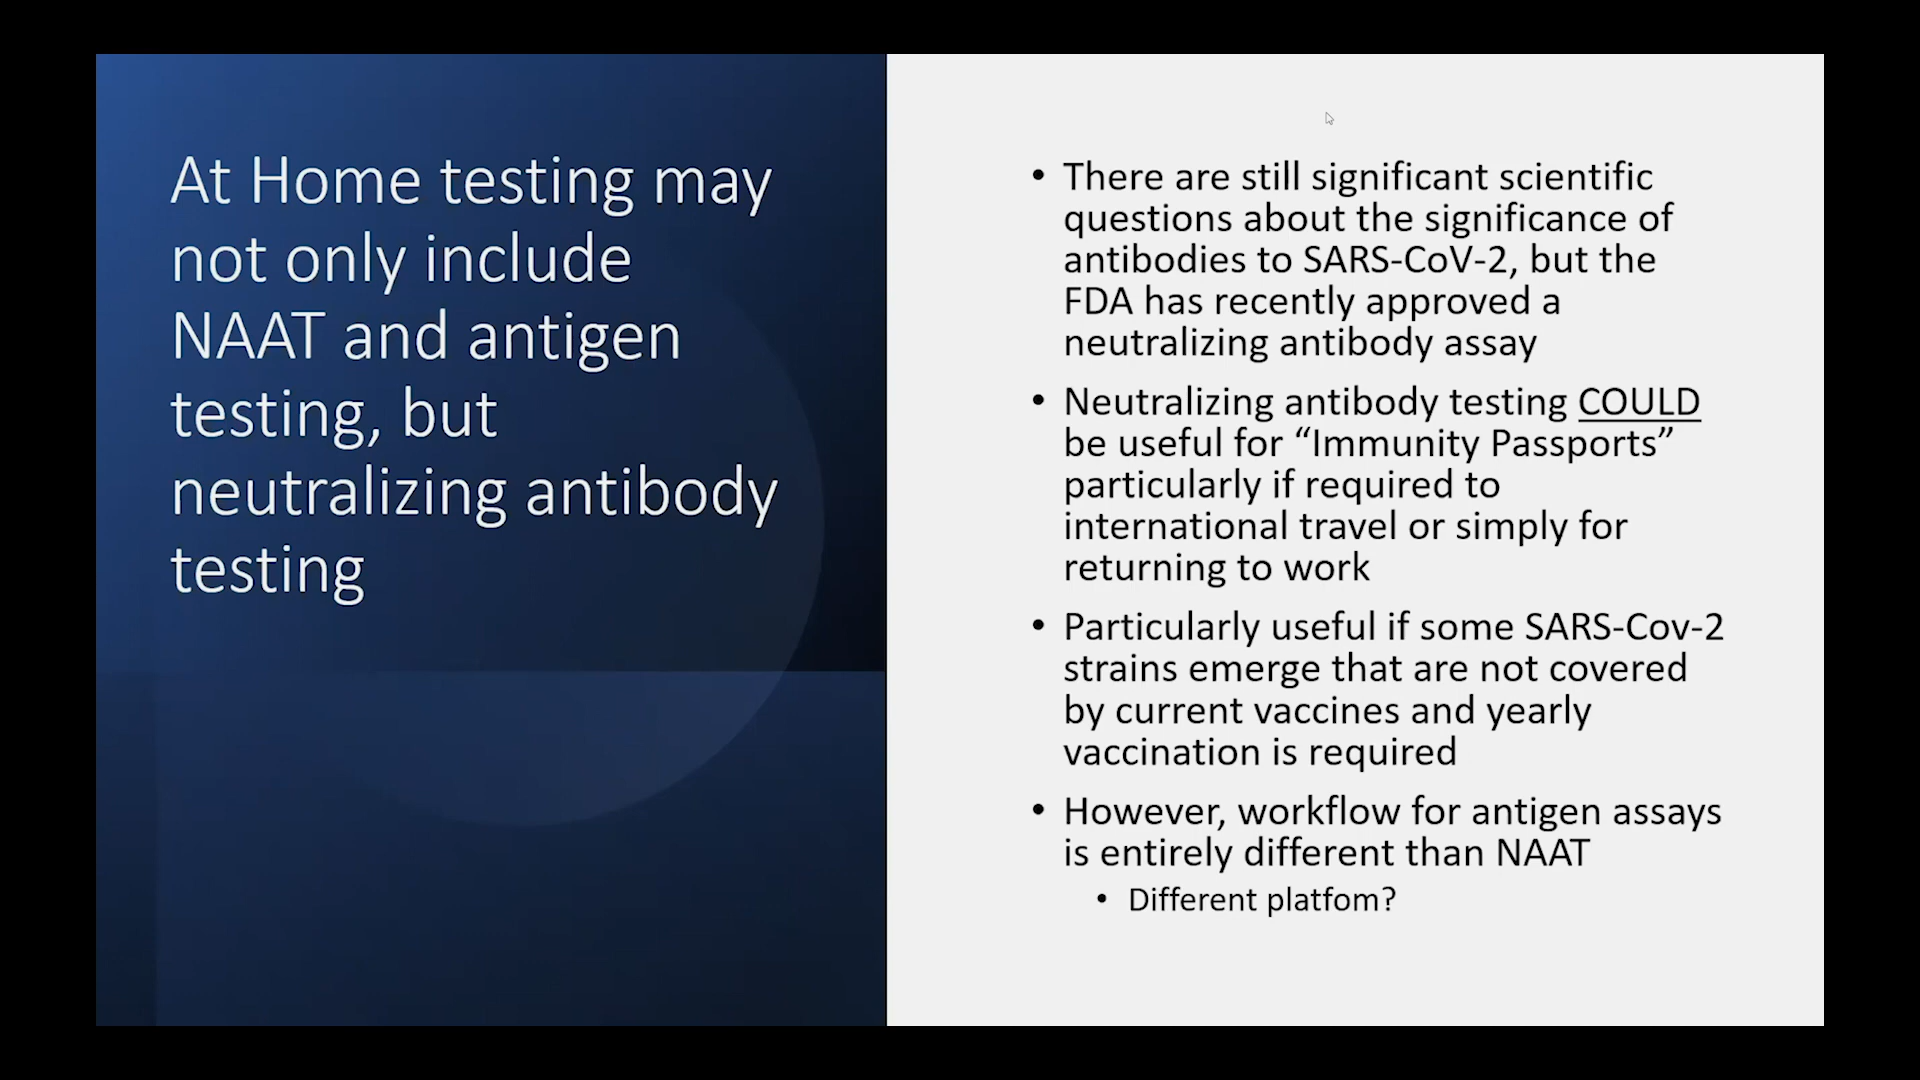 At Home testing may
not only include
NAAT and antigen
testing, but
neutralizing antibody
testing
• There are still significant scientific
questions about the significance of
antibodies to SARS-CoV-2, but the
FDA has recently approved a
neutralizing antibody assay
• Neutralizing antibody testing COULD
be useful for “Immunity Passports”
particularly if required to
international travel or simply for
returning to work
• Particularly useful if some SARS-Cov-2
strains emerge that are not covered
by current vaccines and yearly
vaccination is required
• However, workflow for antigen assays
is entirely different than NAAT
• Different platfom?